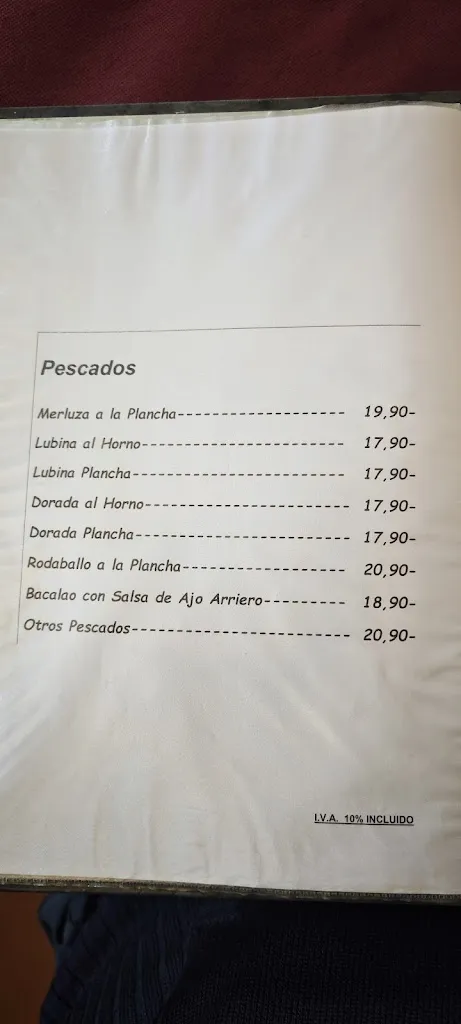 Pescados
Merluza a la Plancha-------------------- 19,90-
Lubina al Horno------------------------- 17,90-
Lubina Plancha-------------------------- 17,90-
Dorada al Horno------------------------- 17,90-
Dorada Plancha-------------------------- 17,90-
Rodaballo a la Plancha-------------------- 20,90-
Bacalao con Salsa de Ajo Arriero---------- 18,90-
Otros Pescados--------------------------- 20,90-
I.V.A. 10% INCLUIDO